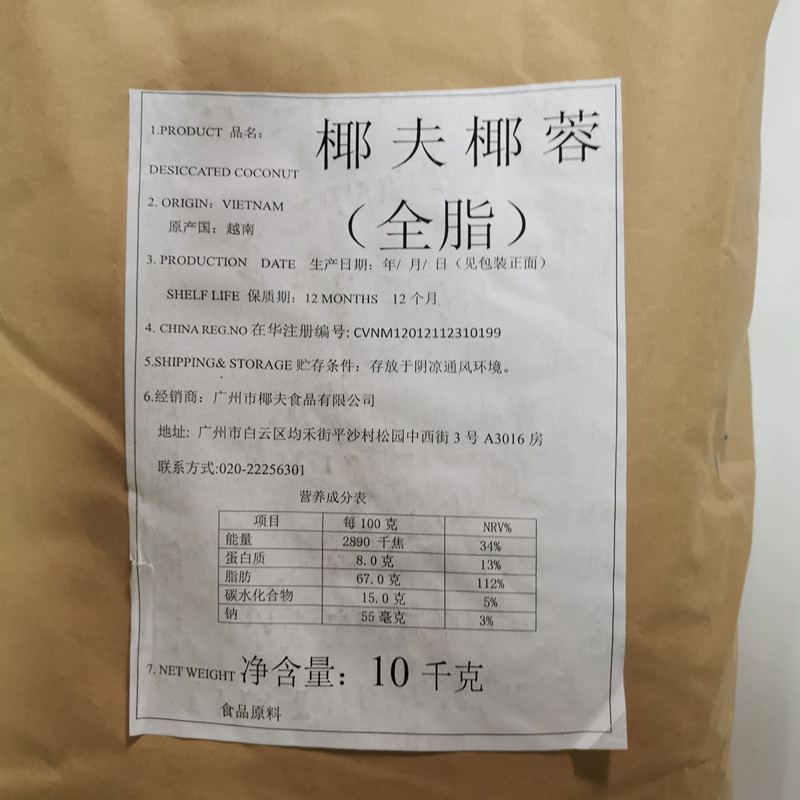 1.PRODUCT 品名: 椰夫椰蓉
DESICCATED COCONUT
(全脂)
2. ORIGIN: VIETNAM
原产国: 越南
3. PRODUCTION DATE 生产日期: 年/ 月/ 日(见包装正面)
SHELF LIFE 保质期: 12 MONTHS 12 个月
4. CHINA REG.NO 在华注册编号: CVNM12012112310199
5.SHIPPING& STORAGE 贮存条件: 存放于阴凉通风环境。
6.经销商: 广州市椰夫食品有限公司
地址: 广州市白云区均禾街平沙村松园中西街 3 号 A3016 房
联系方式:020-22256301
营养成分表
项目 每 100 克 NRV%
能量 2890 千焦 34%
蛋白质 8.0 克 13%
脂肪 67.0 克 112%
碳水化合物 15.0 克 5%
钠 55 毫克 3%
7. NET WEIGHT 净含量: 10 千克
食品原料